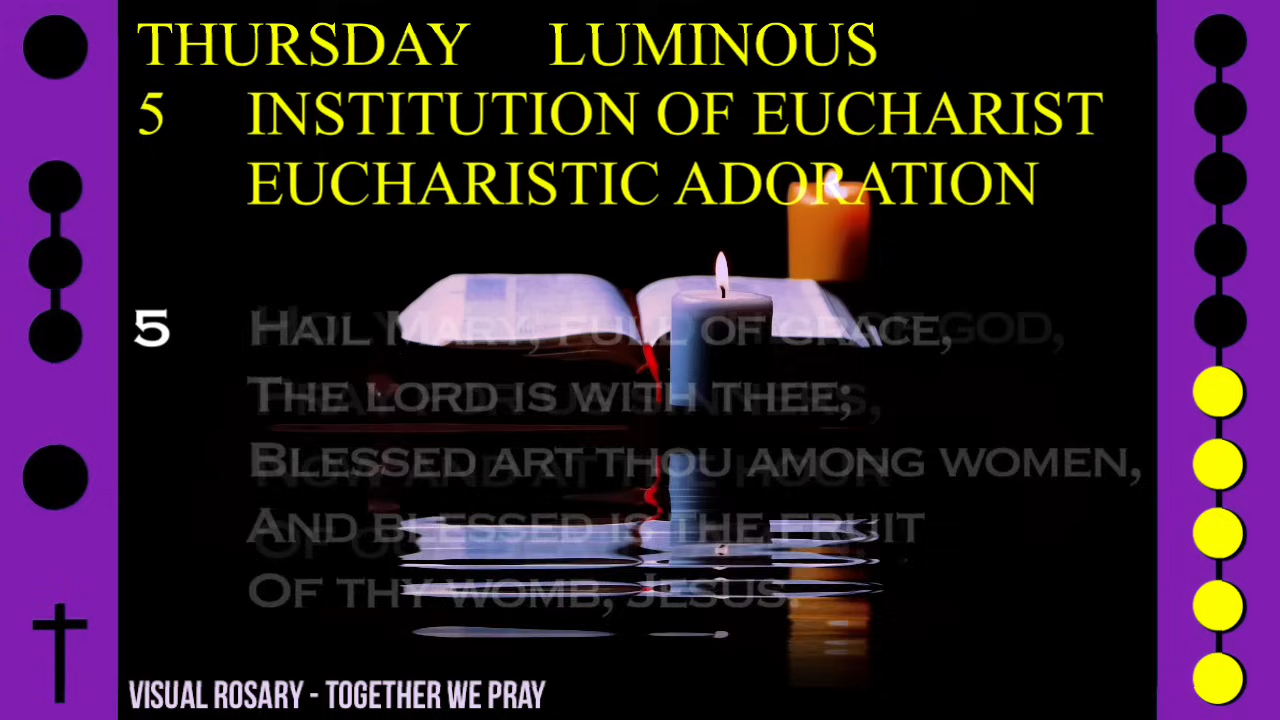 THURSDAY LUMINOUS
5 INSTITUTION OF EUCHARIST
EUCHARISTIC ADORATION
5 HAIL MARY, FULL OF GRACE,
THE LORD IS WITH THEE;
BLESSED ART THOU AMONG WOMEN,
AND BLESSED IS THE FRUIT
OF THY WOMB, JESUS.
VISUAL ROSARY - TOGETHER WE PRAY